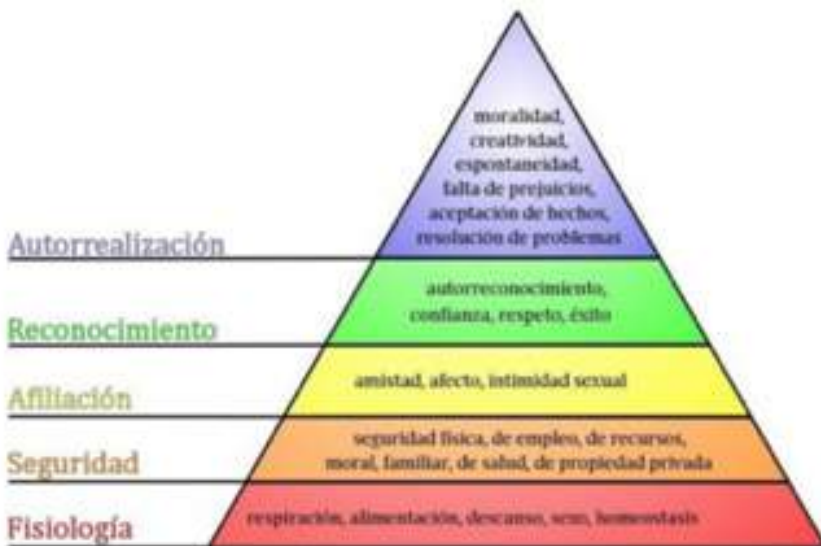 moralidad,
creatividad,
espontaneidad,
falta de prejuicios,
aceptación de hechos,
resolución de problemas
Autorrealización
autorreconocimiento,
confianza, respeto, éxito
Reconocimiento
amistad, afecto, intimidad sexual
Afiliación
seguridad física, de empleo, de recursos,
moral, familiar, de salud, de propiedad privada
Seguridad
respiración, alimentación, descanso, sexo, homeostasis
Fisiología